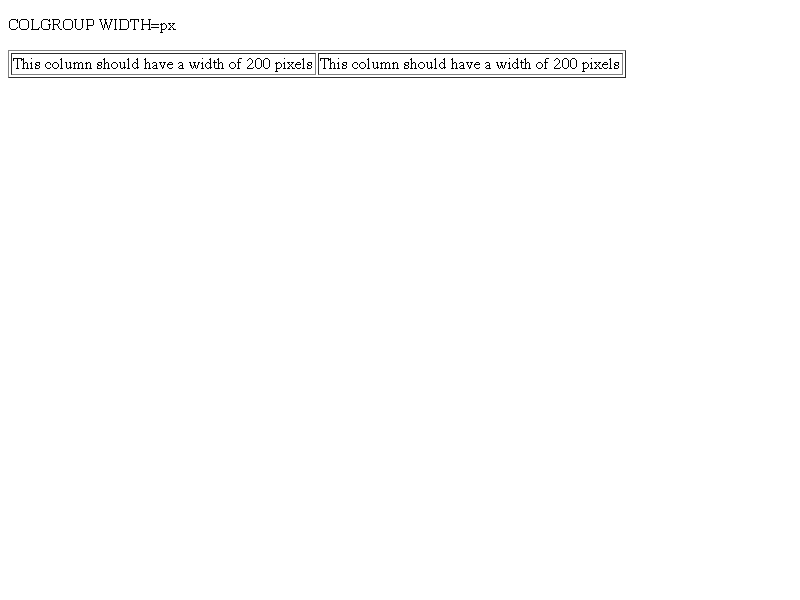 COLGROUP WIDTH=px
This column should have a width of 200 pixels This column should have a width of 200 pixels